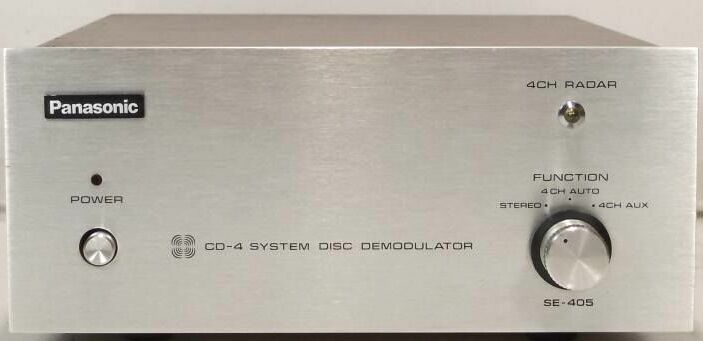 Panasonic
4CH RADAR
POWER
CD-4 SYSTEM DISC DEMODULATOR
FUNCTION
4CH AUTO
STEREO • • 4CH AUX
SE-405